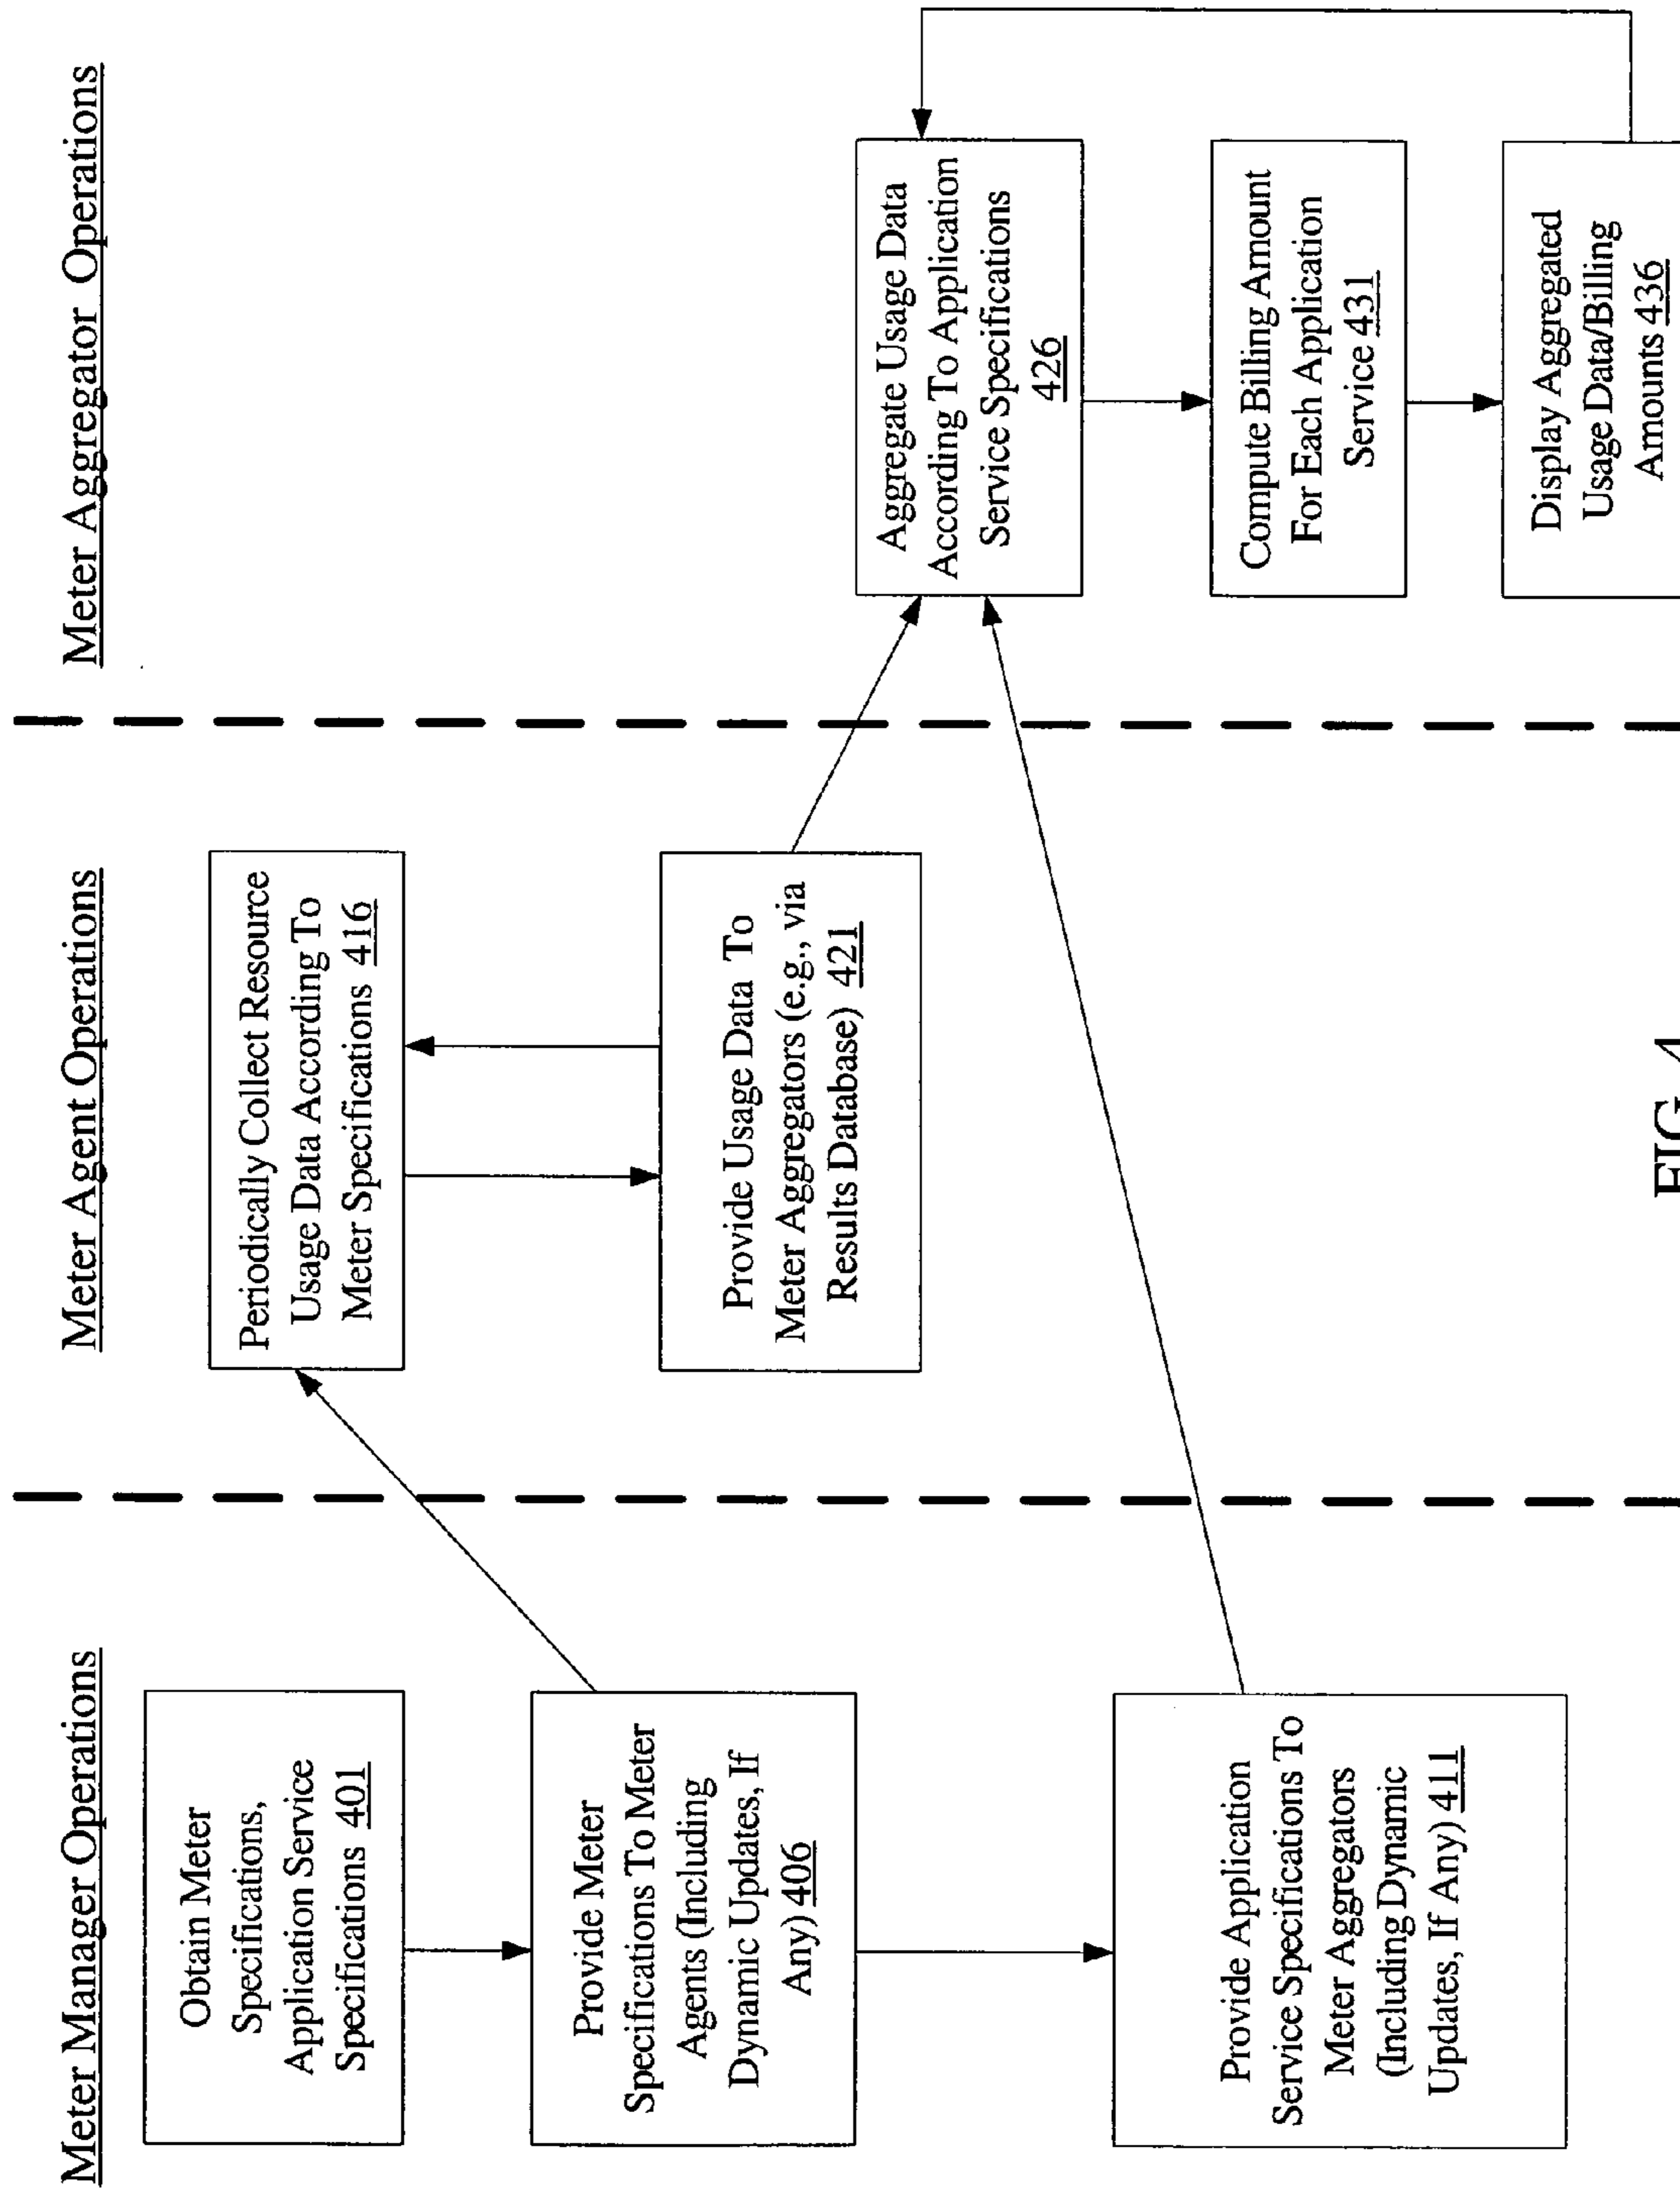 Meter Manager Operations
Obtain Meter
Specifications,
Application Service
Specifications 401
Provide Meter
Specifications To Meter
Agents (Including
Dynamic Updates, If
Any) 406
Provide Application
Service Specifications To
Meter Aggregators
(Including Dynamic
Updates, If Any) 411
Meter Agent Operations
Periodically Collect Resource
Usage Data According To
Meter Specifications 416
Provide Usage Data To
Meter Aggregators (e.g., via
Results Database) 421
Meter Aggregator Operations
Aggregate Usage Data
According To Application
Service Specifications
426
Compute Billing Amount
For Each Application
Service 431
Display Aggregated
Usage Data/Billing
Amounts 436
FIG. 4